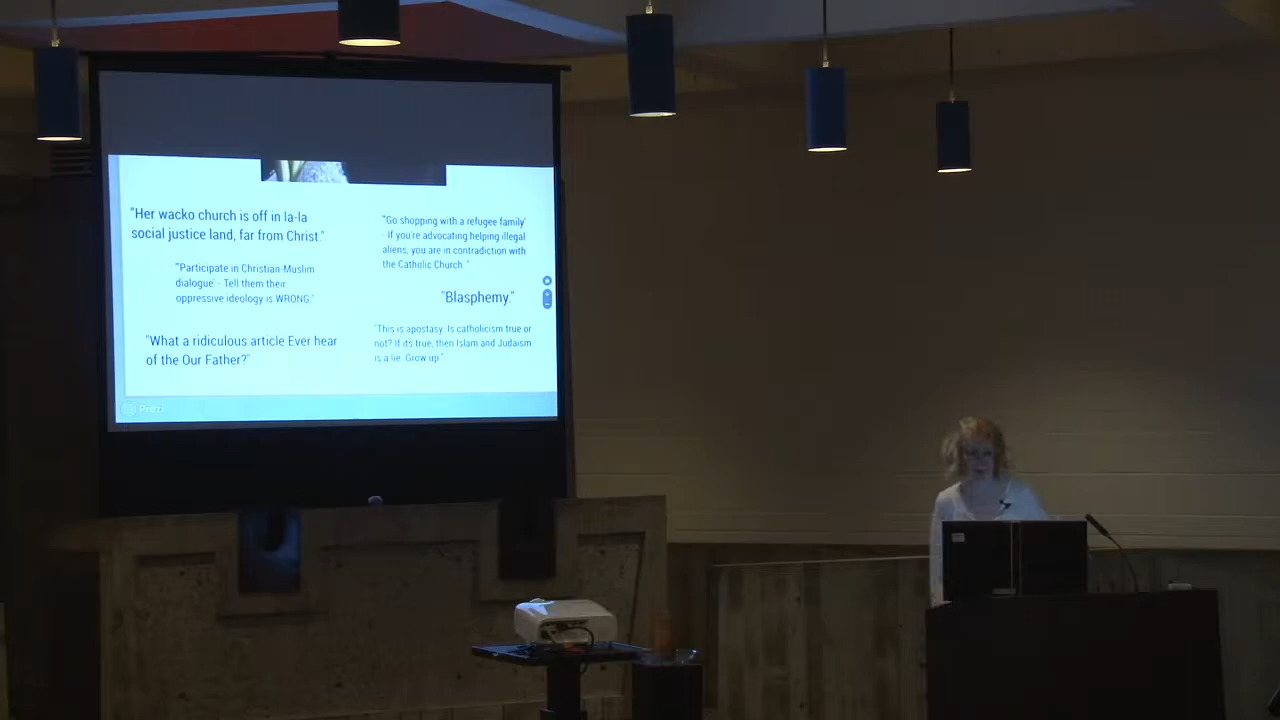 "Her wacko church is off in la-la
social justice land, far from Christ."
"'Participate in Christian-Muslim
dialogue' - Tell them their
oppressive ideology is WRONG."
"What a ridiculous article Ever hear
of the Our Father?"
"'Go shopping with a refugee family'
- If you're advocating helping illegal
aliens, you are in contradiction with
the Catholic Church. "
"Blasphemy."
"This is apostasy. Is catholicism true or
not? If its true, then Islam and Judaism
is a lie. Grow up."
Prezi